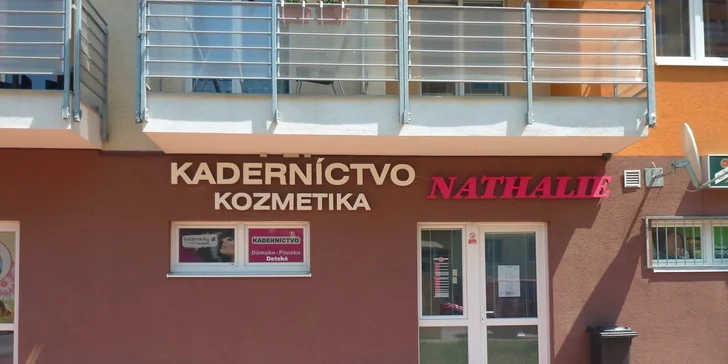 KADERNÍCTVO
KOZMETIKA
NATHALIE
KADERNÍCTVO
Dámske - Pánske
Detské